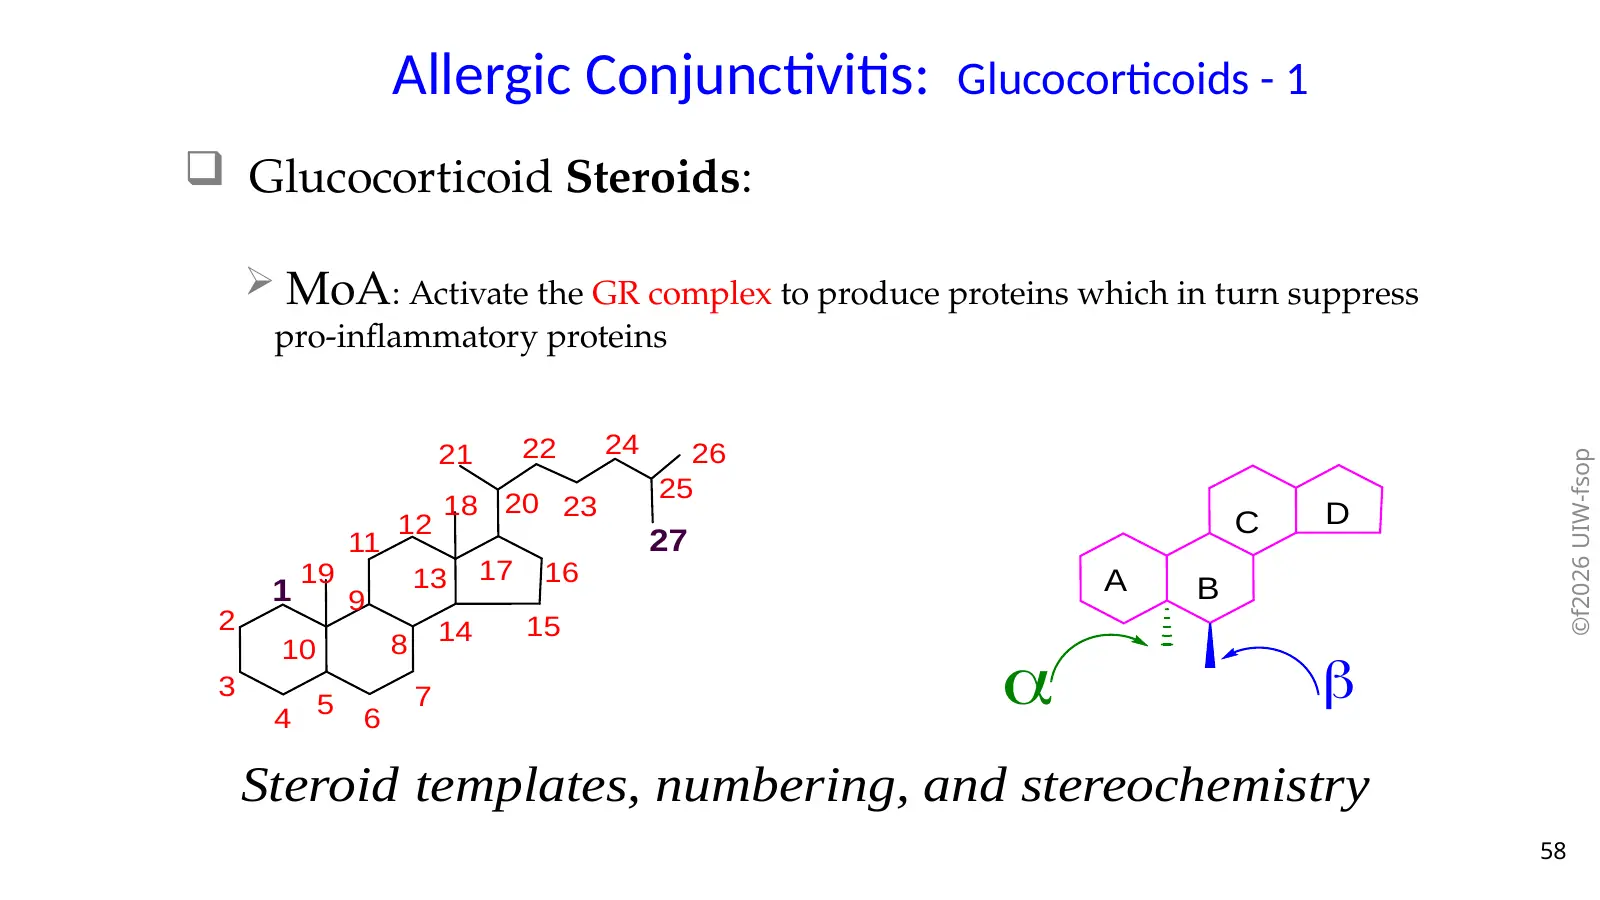 Allergic Conjunctivitis: Glucocorticoids - 1
Glucocorticoid Steroids:
MoA: Activate the GR complex to produce proteins which in turn suppress
pro-inflammatory proteins
21 22 24 26
25
18 20 23
12
11 27
19 13 17 16
1 9
2 14 15
10 8
3 5 7
4 6
C D
A B
α β
©f2026 UIW-fsop
Steroid templates, numbering, and stereochemistry
58